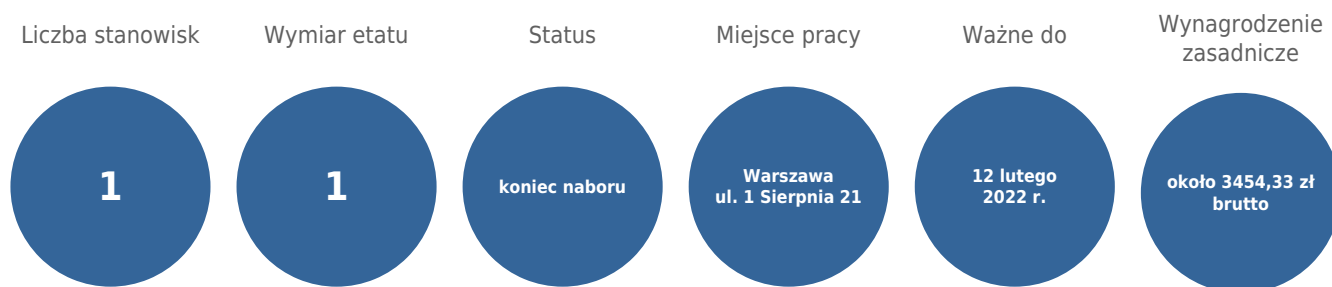 Liczba stanowisk
1
Wymiar etatu
1
Status
koniec naboru
Miejsce pracy
Warszawa
ul. 1 Sierpnia 21
Ważne do
12 lutego
2022 r.
Wynagrodzenie
zasadnicze
około 3454,33 zł
brutto